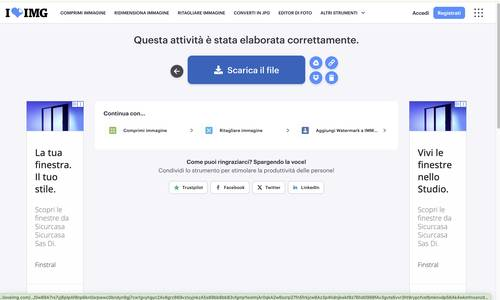 I IMG
COMPRIMI IMMAGINE RIDIMENSIONA IMMAGINE RITAGLIARE IMMAGINE CONVERTI IN JPG EDITOR DI FOTO ALTRI STRUMENTI
Accedi Registrati
Questa attività è stata elaborata correttamente.
Scarica il file
Continua con...
Comprimi immagine
Ritagliare immagine
Aggiungi Watermark a IMM...
Come puoi ringraziarci? Spargendo la voce!
Condividi lo strumento per stimolare la produttività delle persone!
Trustpilot
Facebook
Twitter
LinkedIn
La tua
finestra.
Il tuo
stile.
Scopri le
finestre da
Sicurcasa
Sicurcasa
Sas Di.
Finstral
Vivi le
finestre
nello
Studio.
Scopri le
finestre da
Sicurcasa
Sicurcasa
Sas Di.
Finstral